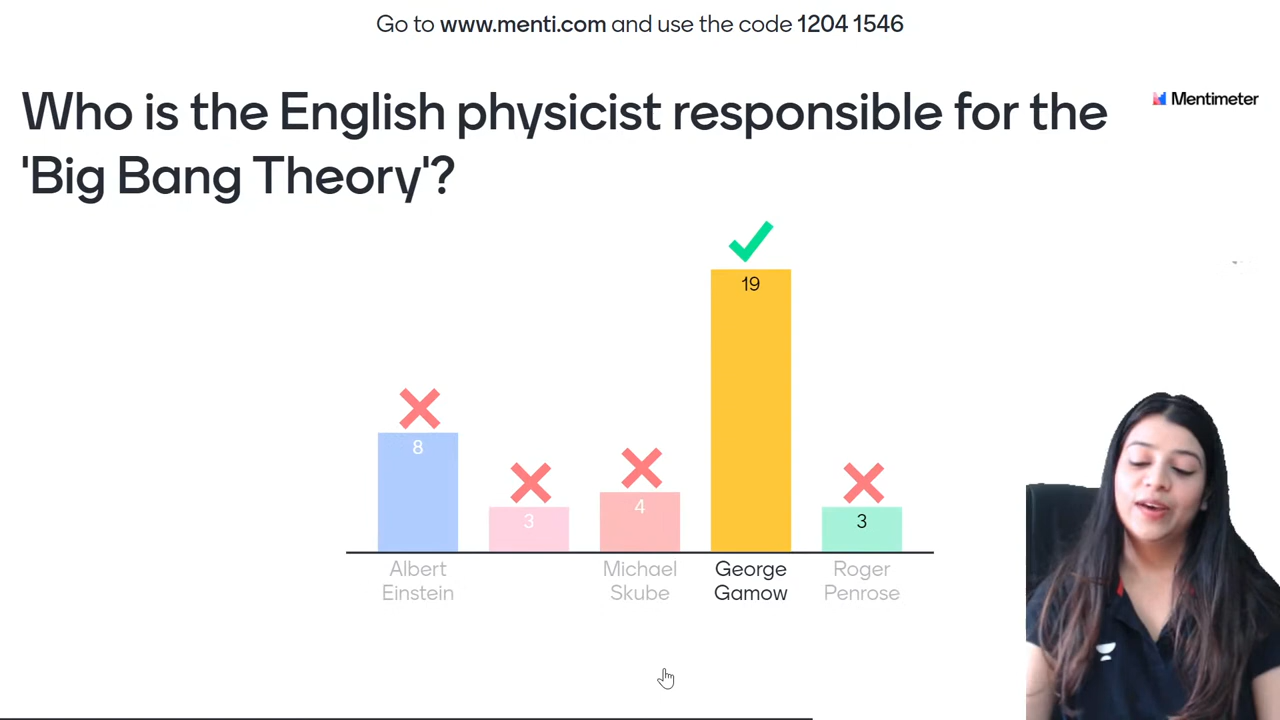 Go to www.menti.com and use the code 1204 1546
Who is the English physicist responsible for the
'Big Bang Theory'?
Mentimeter
19
8
3
4
3
Albert
Einstein
Michael
Skube
George
Gamow
Roger
Penrose